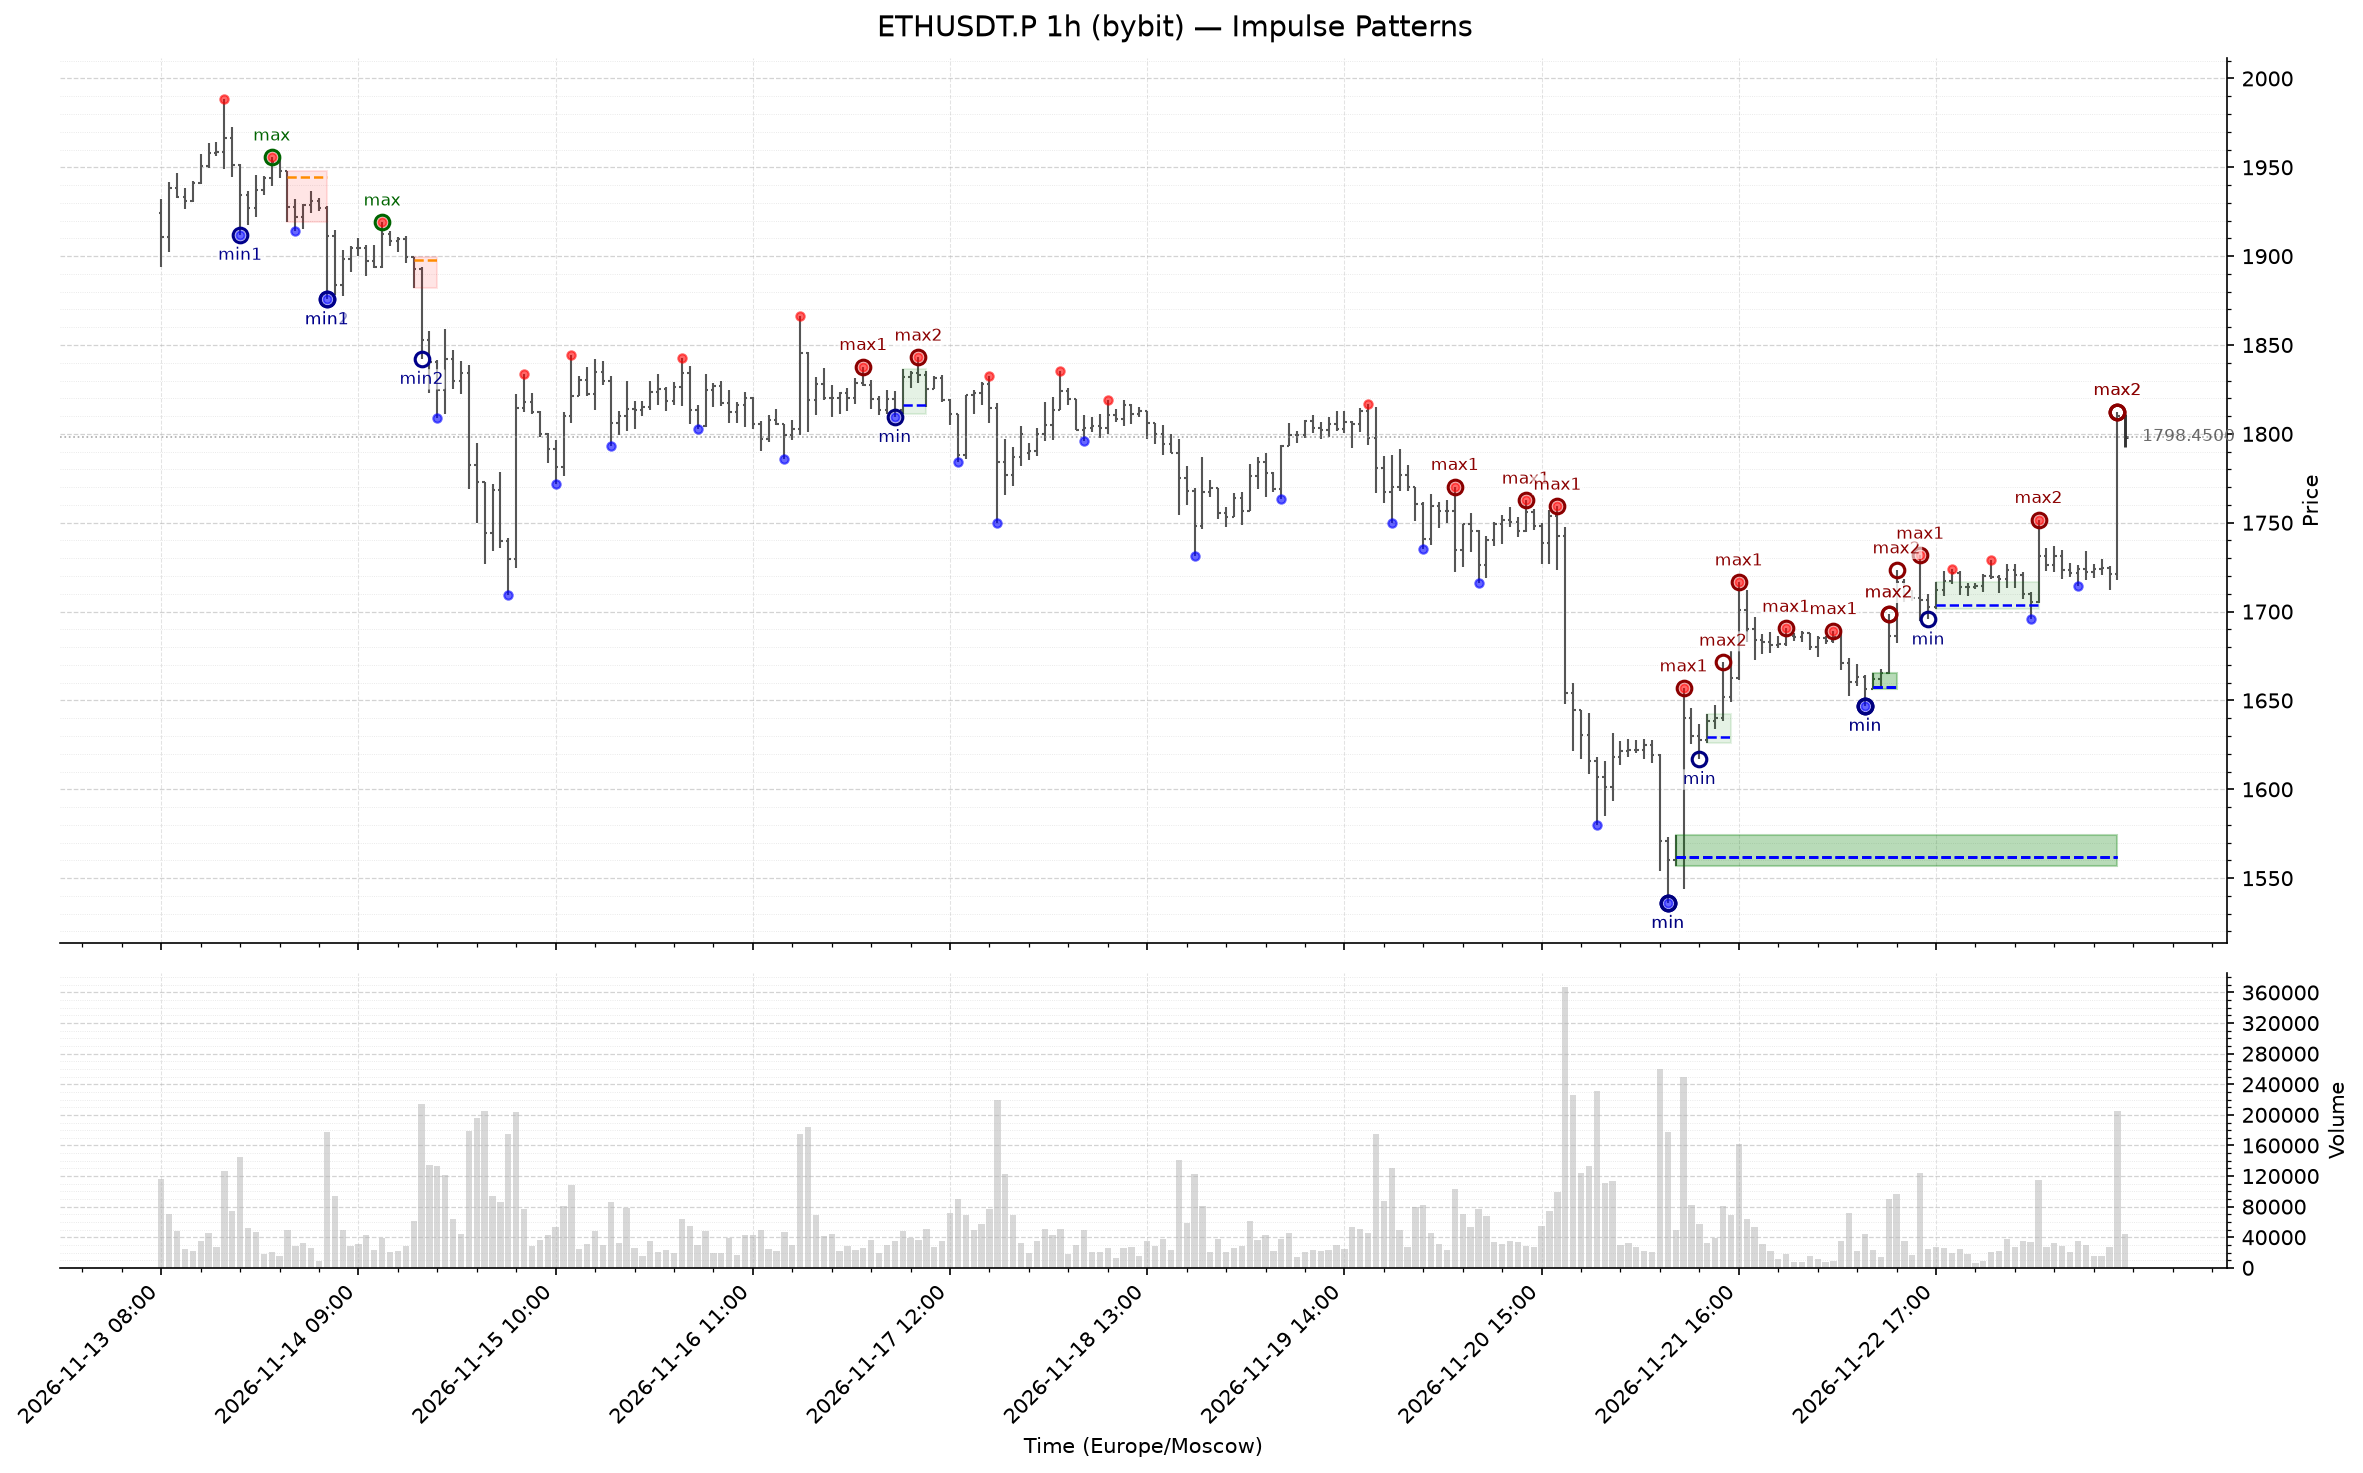 ETHUSDT.P 1h (bybit) — Impulse Patterns
2000
1950
1900
1850
1800
1750
1700
1650
1600
1550
Price
max
min1
max
min1
min2
max1
max2
min
max1
max1
max1
max1
max2
max1
min
min
max1
max1
max2
max2
max1
min
min
max2
max2
1798.4500
360000
320000
280000
240000
200000
160000
120000
80000
40000
0
Volume
2026-11-13 08:00
2026-11-14 09:00
2026-11-15 10:00
2026-11-16 11:00
2026-11-17 12:00
2026-11-18 13:00
2026-11-19 14:00
2026-11-20 15:00
2026-11-21 16:00
2026-11-22 17:00
Time (Europe/Moscow)